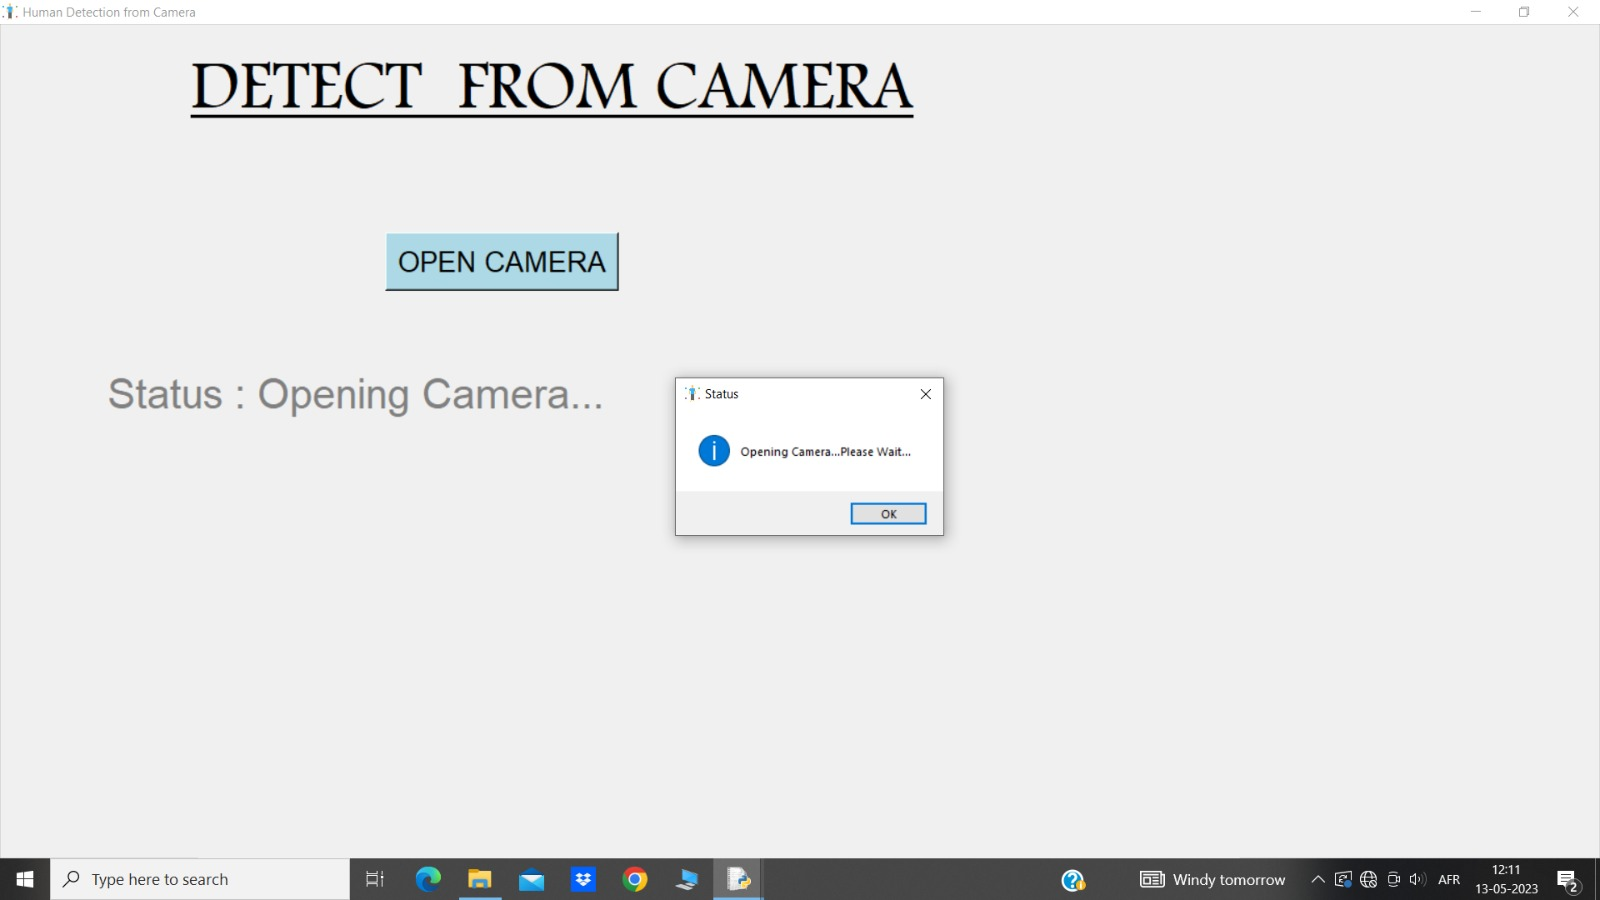 Human Detection from Camera
DETECT FROM CAMERA
OPEN CAMERA
Status : Opening Camera...
Status
Opening Camera...Please Wait...
OK
Type here to search
Windy tomorrow
AFR
12:11
13-05-2023
2